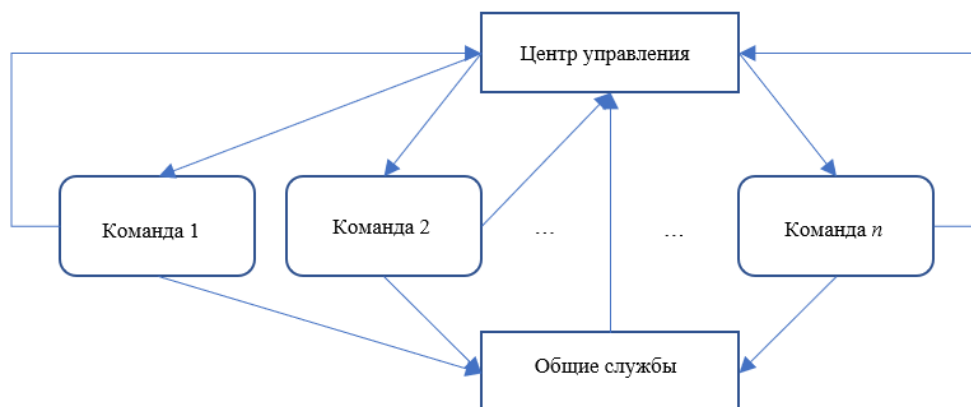 Центр управления
Команда 1
Команда 2
...
...
Команда n
Общие службы